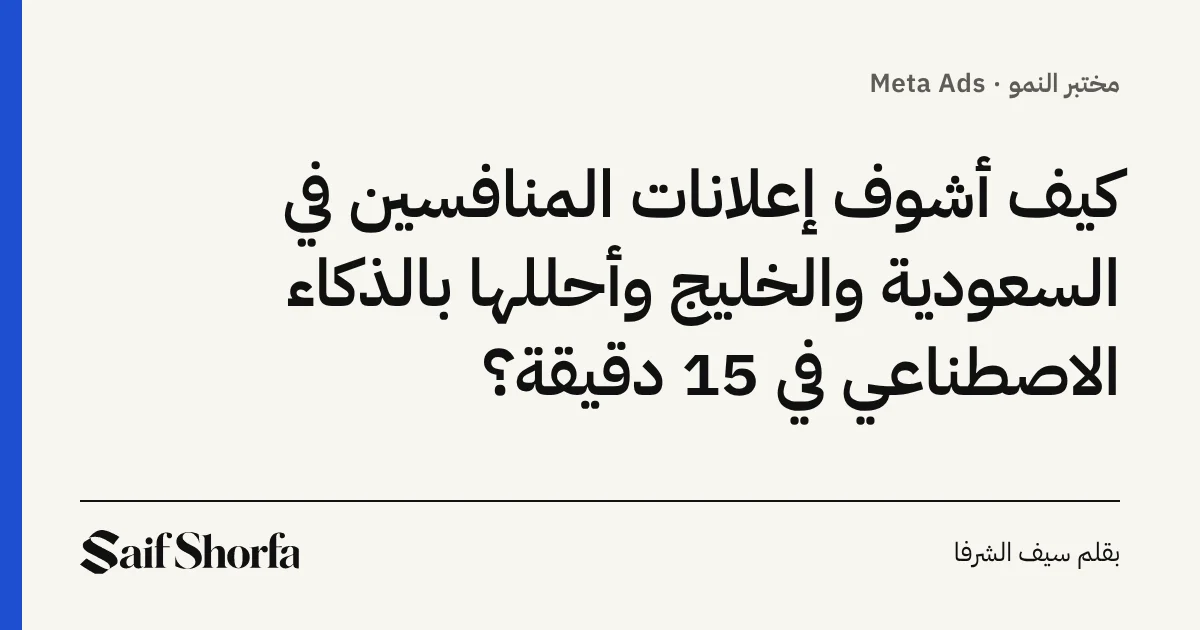 مختبر النمو · Meta Ads
كيف أشوف إعلانات المنافسين في
السعودية والخليج وأحللها بالذكاء
الاصطناعي في 15 دقيقة؟
بقلم سيف الشرفا
Saif Shorfa